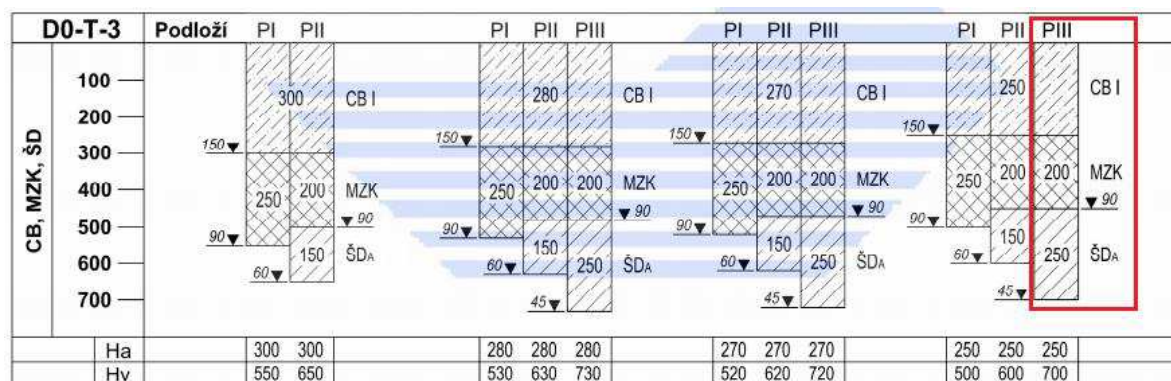 D0-T-3 Podloží PI PII PI PII PIII PI PII PIII PI PII PIII
CB, MZK, ŠD
100
200
300
400
500
600
700
300 CB I
150
250 200 MZK
90
90
150 ŠDA
60
280 CB I
150
250 200 200 MZK
90
90
150 250 ŠDA
60
45
270 CB I
150
250 200 200 MZK
90
90
150 250 ŠDA
60
45
250 CB I
150
250 200 200 MZK
90
90
150 250 ŠDA
60
45
Ha 300 300 280 280 280 270 270 270 250 250 250
Hv 550 650 530 630 730 520 620 720 500 600 700